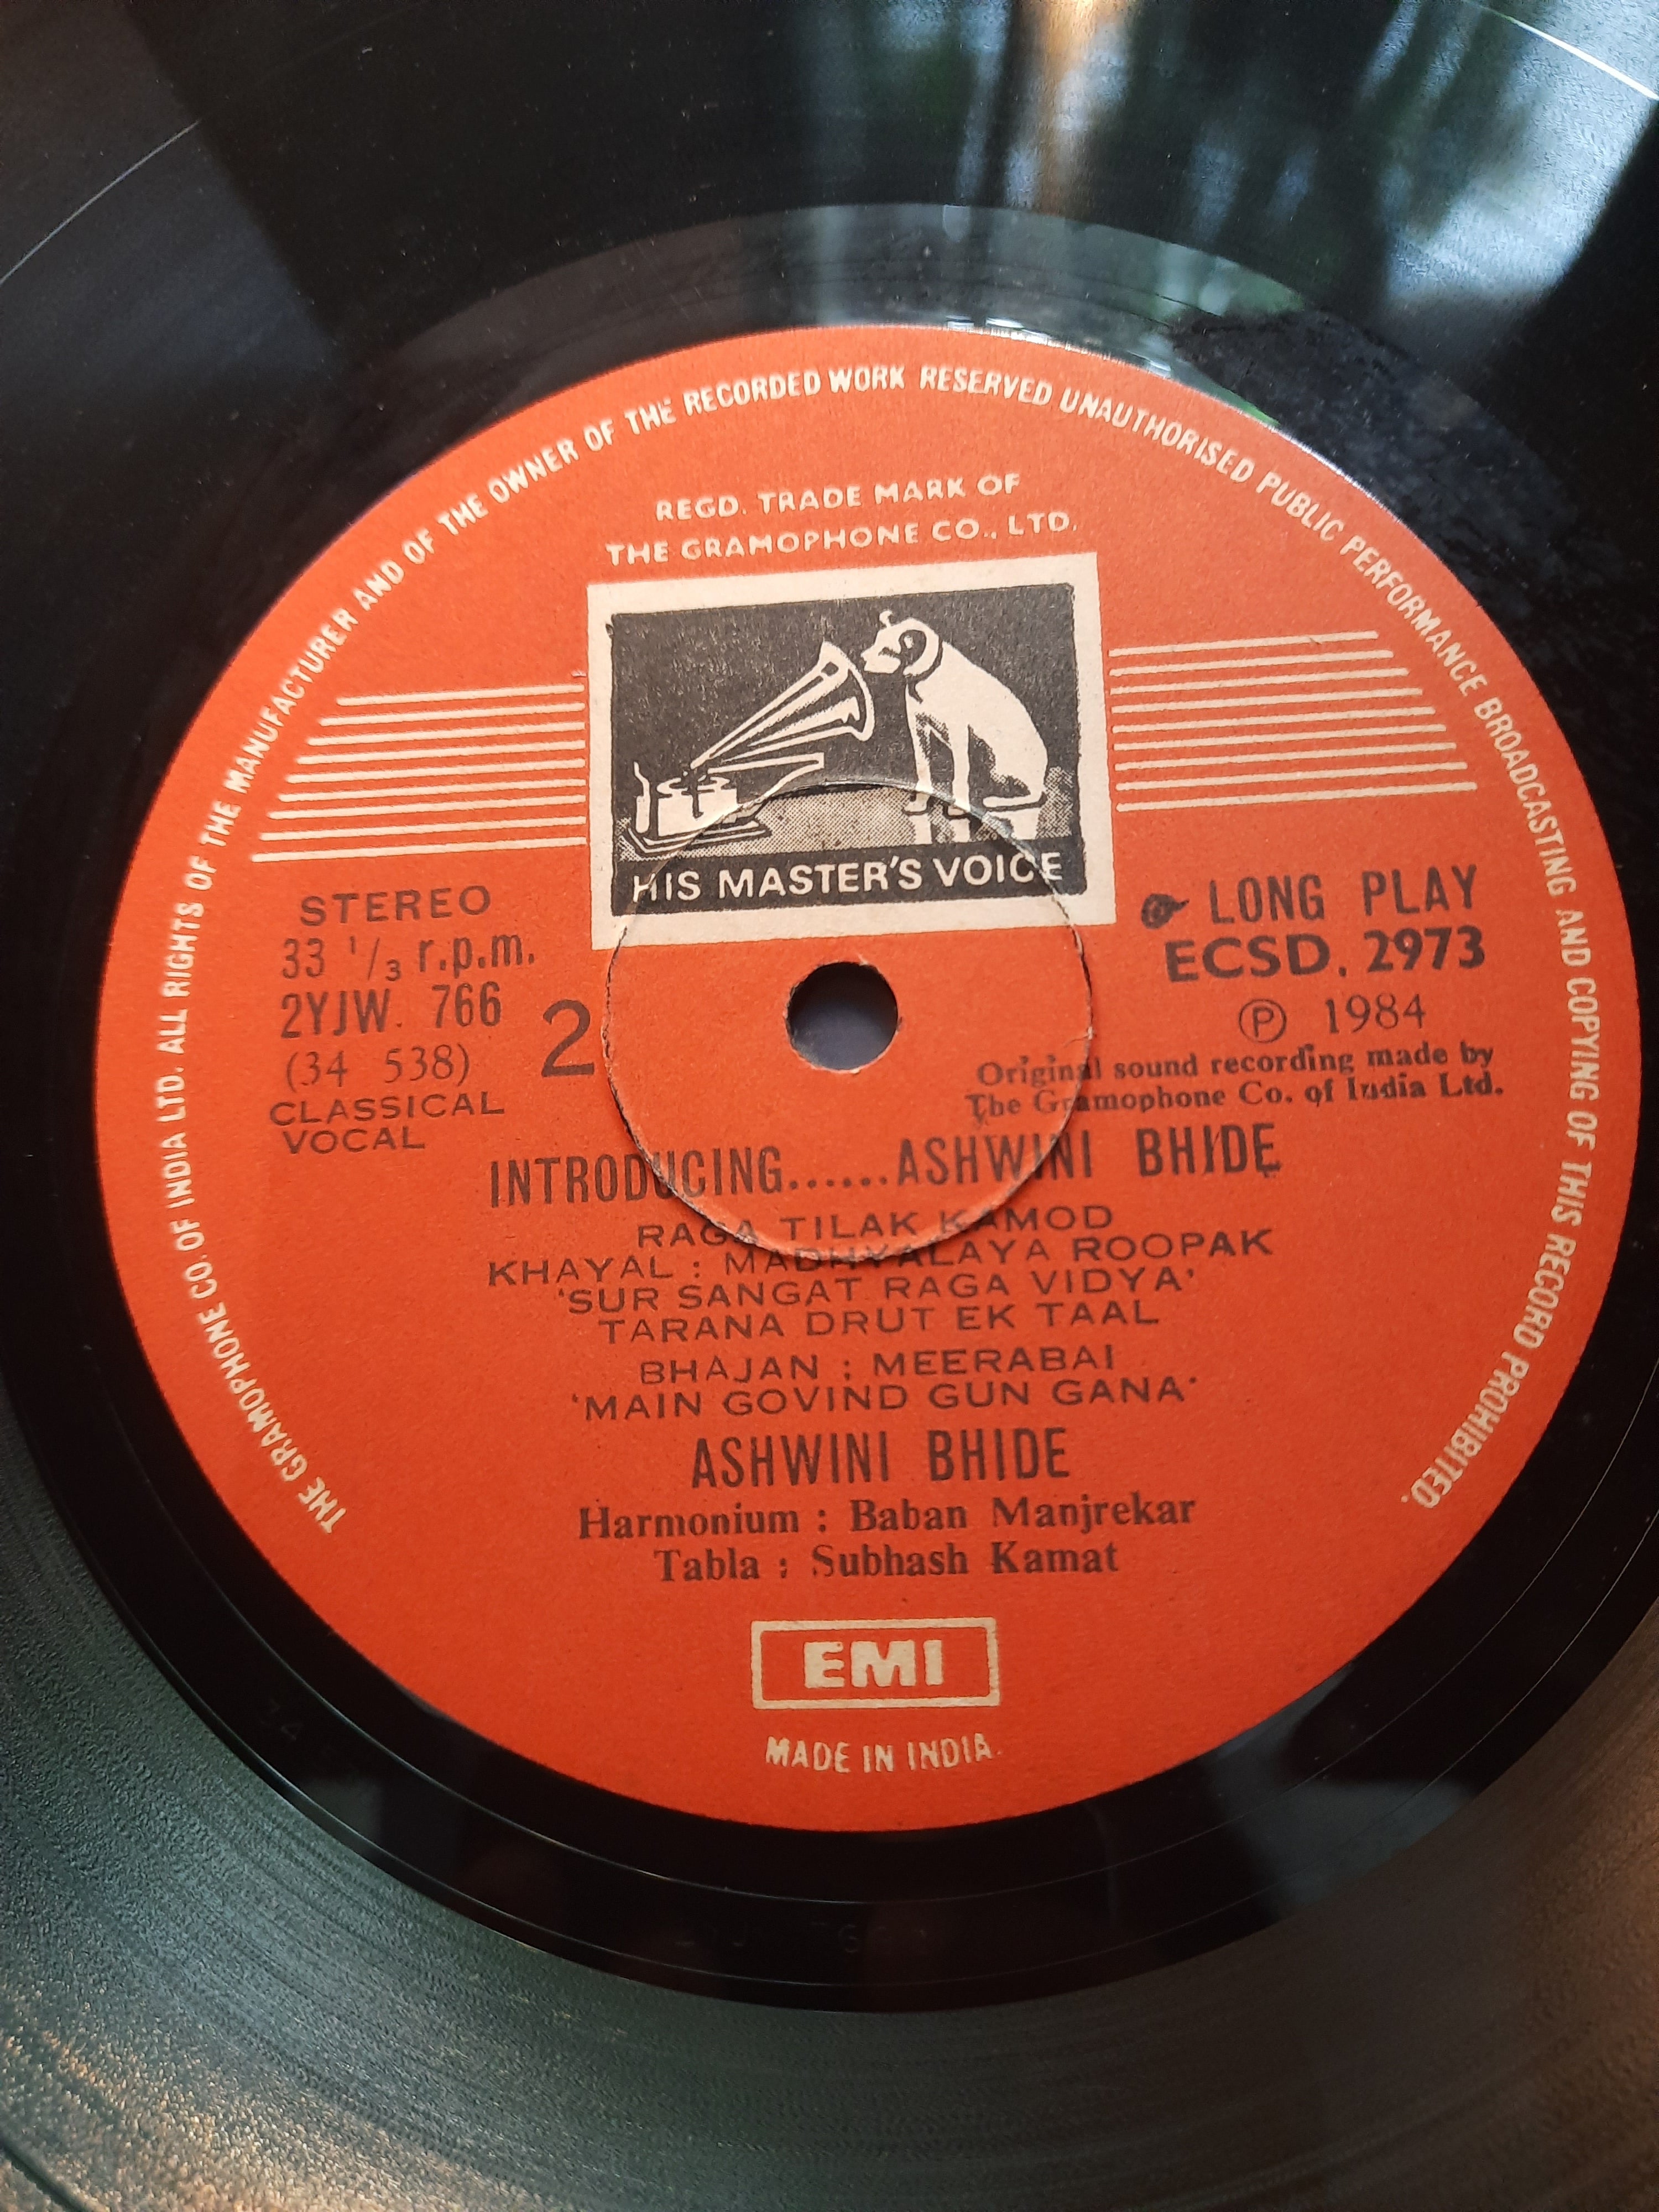 THE GRAMOPHONE CO. OF INDIA LTD. ALL RIGHTS OF THE MANUFACTURER AND OF THE OWNER OF THE RECORDED WORK RESERVED UNAUTHORISED PUBLIC PERFORMANCE BROADCASTING AND COPYING OF THIS RECORD PROHIBITED.
REGD. TRADE MARK OF
THE GRAMOPHONE CO., LTD.
HIS MASTER'S VOICE
STEREO
33 1/3 r.p.m.
2YJW. 766
(34 538)
CLASSICAL
VOCAL
2
LONG PLAY
ECSD. 2973
Ⓟ 1984
Original sound recording made by
The Gramophone Co. of India Ltd.
INTRODUCING......ASHWINI BHIDE
RAGA TILAK KAMOD
KHAYAL : MADHYALAYA ROOPAK
'SUR SANGAT RAGA VIDYA'
TARANA DRUT EK TAAL
BHAJAN : MEERABAI
'MAIN GOVIND GUN GANA'
ASHWINI BHIDE
Harmonium : Baban Manjrekar
Tabla : Subhash Kamat
EMI
MADE IN INDIA.